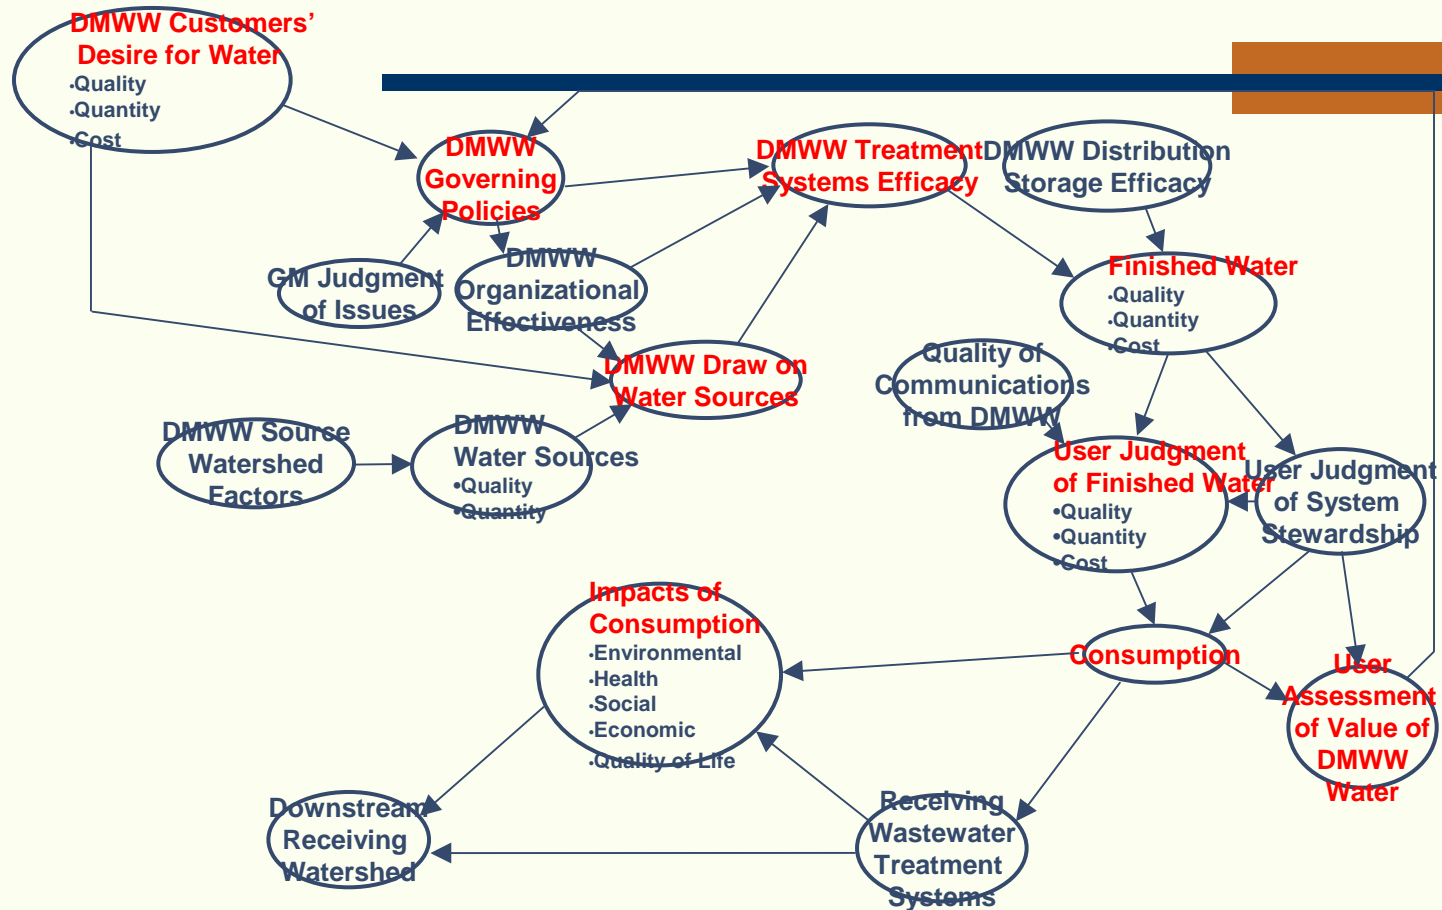 DMWW Customers’
Desire for Water
•Quality
•Quantity
•Cost
DMWW
Governing
Policies
DMWW Treatment
Systems Efficacy
DMWW Distribution
Storage Efficacy
GM Judgment
of Issues
DMWW
Organizational
Effectiveness
Finished Water
•Quality
•Quantity
•Cost
DMWW Draw on
Water Sources
Quality of
Communications
from DMWW
DMWW Source
Watershed
Factors
DMWW
Water Sources
•Quality
•Quantity
User Judgment
of Finished Water
•Quality
•Quantity
•Cost
User Judgment
of System
Stewardship
Impacts of
Consumption
•Environmental
•Health
•Social
•Economic
•Quality of Life
Consumption
User
Assessment
of Value of
DMWW
Water
Downstream
Receiving
Watershed
Receiving
Wastewater
Treatment
Systems